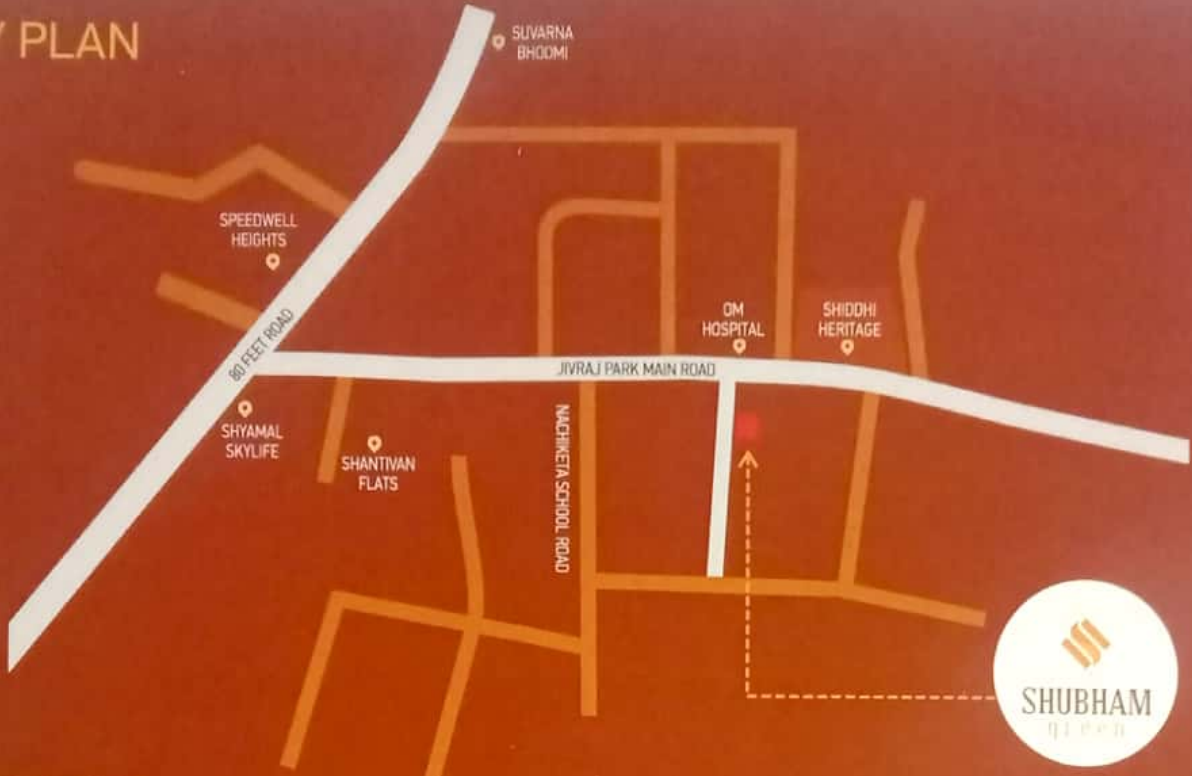 Y PLAN
SUVARNA
BHOOMI
SPEEDWELL
HEIGHTS
80 FEET ROAD
OM
HOSPITAL
SHIDDHI
HERITAGE
JIVRAJ PARK MAIN ROAD
SHYAMAL
SKYLIFE
SHANTIVAN
FLATS
NACHIKETA SCHOOL ROAD
SHUBHAM
green